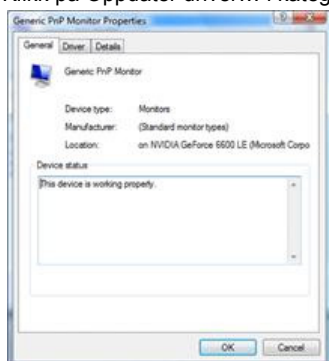 Generic PnP Monitor Properties
General Driver Details
Generic PnP Monitor
Device type: Monitors
Manufacturer: (Standard monitor types)
Location: on NVIDIA GeForce 6600 LE (Microsoft Corpo
Device status
This device is working properly.
OK Cancel